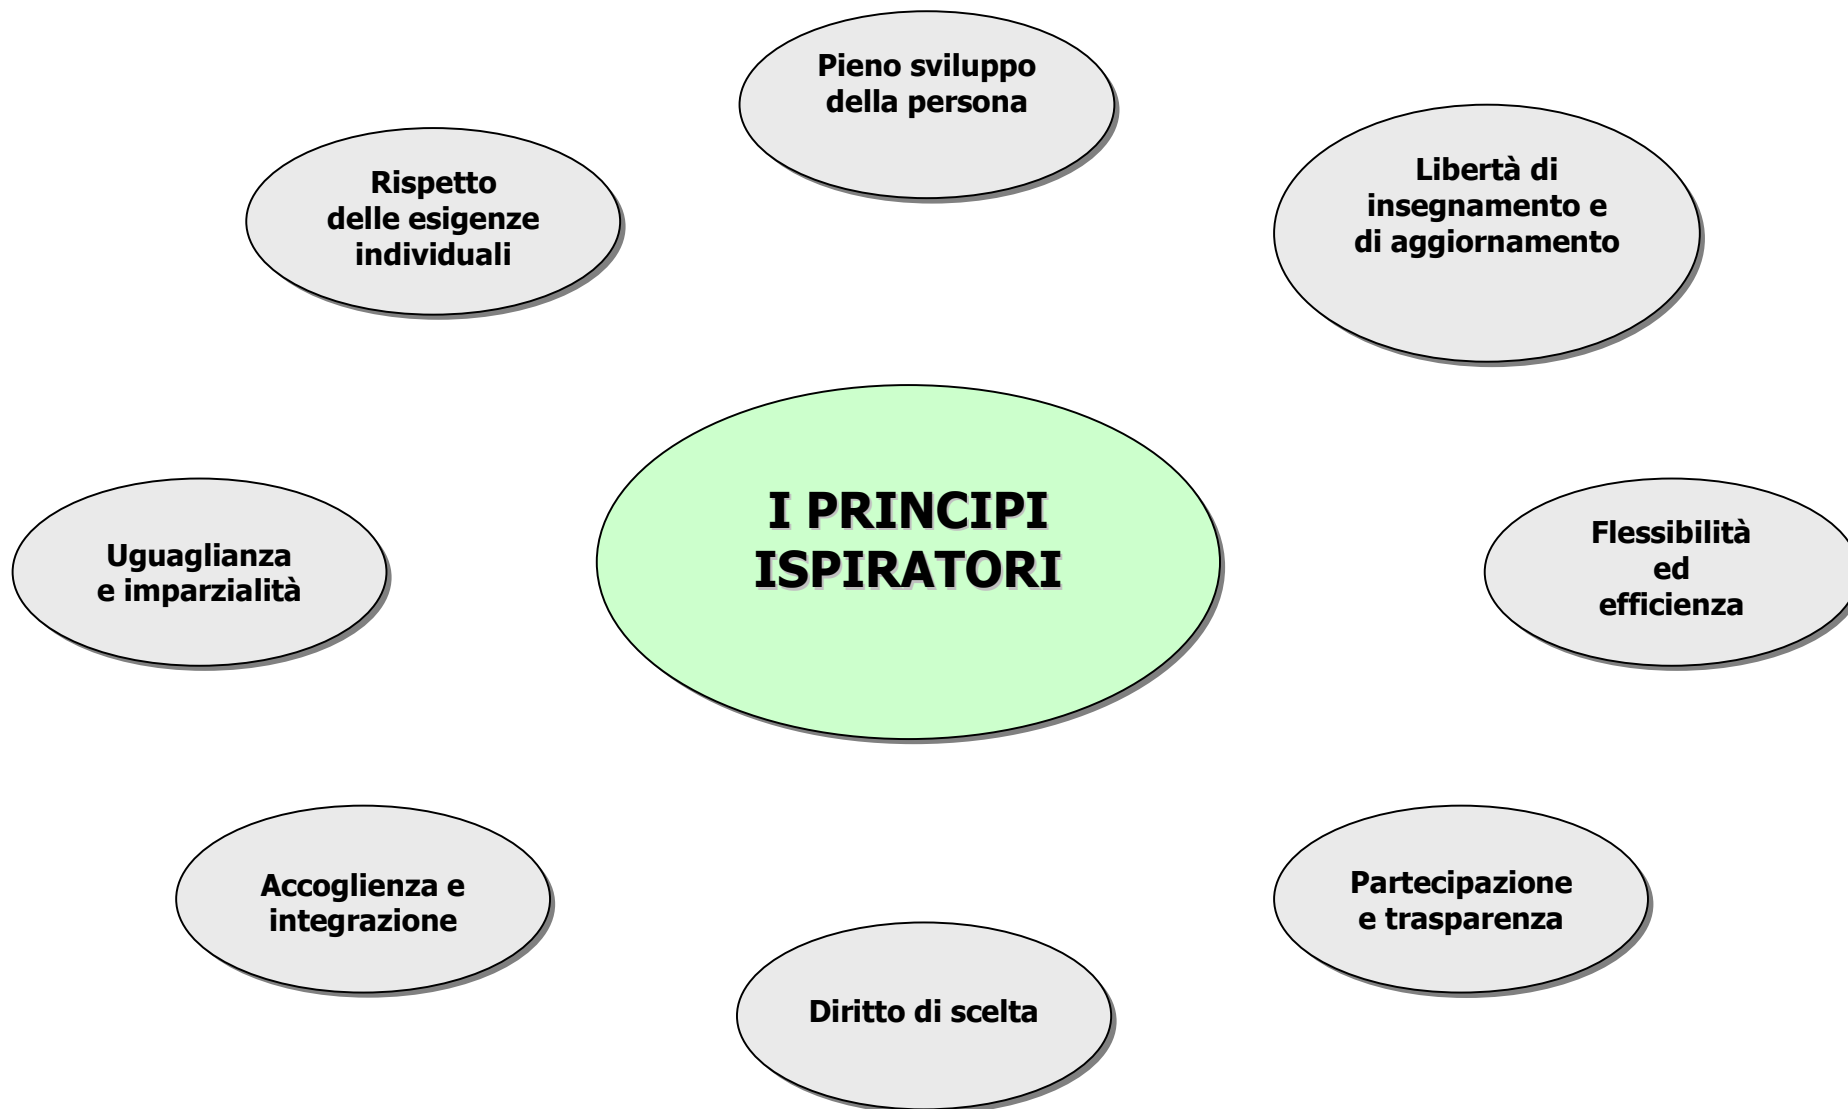 Pieno sviluppo
della persona
Rispetto
delle esigenze
individuali
Libertà di
insegnamento e
di aggiornamento
I PRINCIPI
ISPIRATORI
Uguaglianza
e imparzialità
Flessibilità
ed
efficienza
Accoglienza e
integrazione
Partecipazione
e trasparenza
Diritto di scelta